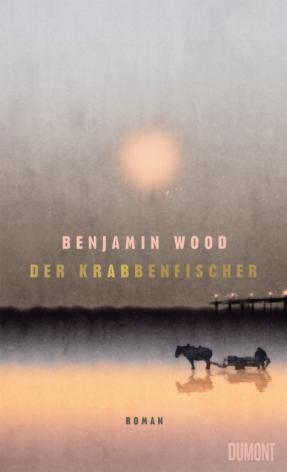 BENJAMIN WOOD
DER KRABBENFISCHER
ROMAN
DUMONT